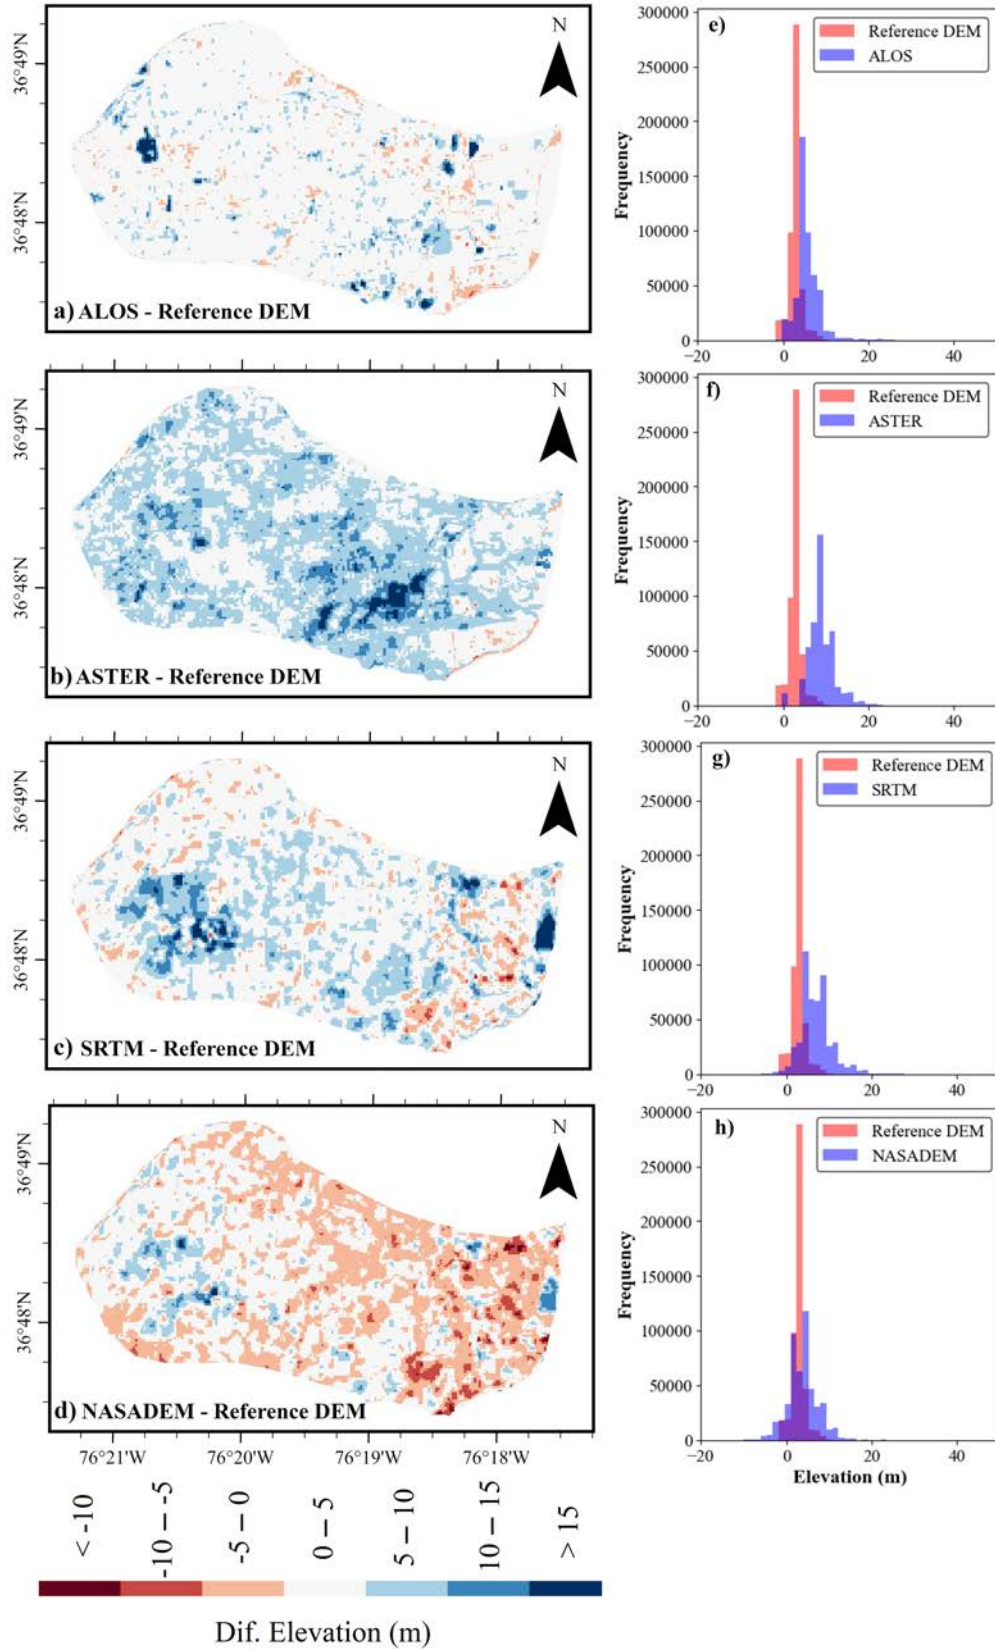 36°49'N
36°48'N
N
a) ALOS - Reference DEM
e)
Reference DEM
ALOS
Frequency
300000
250000
200000
150000
100000
50000
0
−20
0
20
40
36°49'N
36°48'N
N
b) ASTER - Reference DEM
f)
Reference DEM
ASTER
Frequency
300000
250000
200000
150000
100000
50000
0
−20
0
20
40
36°49'N
36°48'N
N
c) SRTM - Reference DEM
g)
Reference DEM
SRTM
Frequency
300000
250000
200000
150000
100000
50000
0
−20
0
20
40
36°49'N
36°48'N
N
d) NASADEM - Reference DEM
76°21'W
76°20'W
76°19'W
76°18'W
h)
Reference DEM
NASADEM
Frequency
300000
250000
200000
150000
100000
50000
0
−20
0
20
40
Elevation (m)
< -10
-10 – -5
-5 – 0
0 – 5
5 – 10
10 – 15
> 15
Dif. Elevation (m)